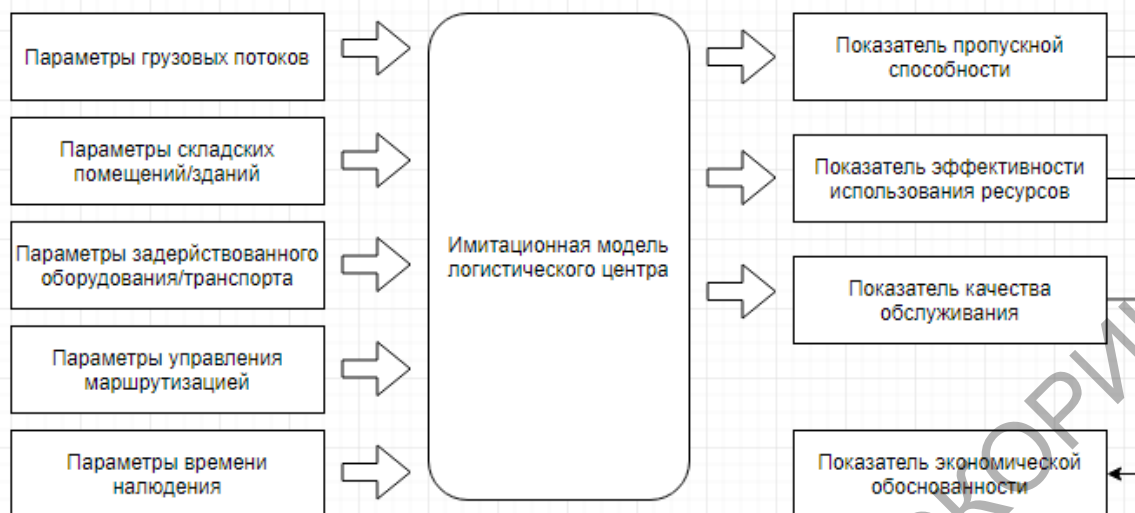 Параметры грузовых потоков
Параметры складских
помещений/зданий
Параметры задерйствованного
оборудования/транспорта
Параметры управления
маршрутизацией
Параметры времени
налюдения
Имитационная модель
логистического центра
Показатель пропускной
способности
Показатель эффективности
использования ресурсов
Показатель качества
обслуживания
Показатель экономической
обоснованности